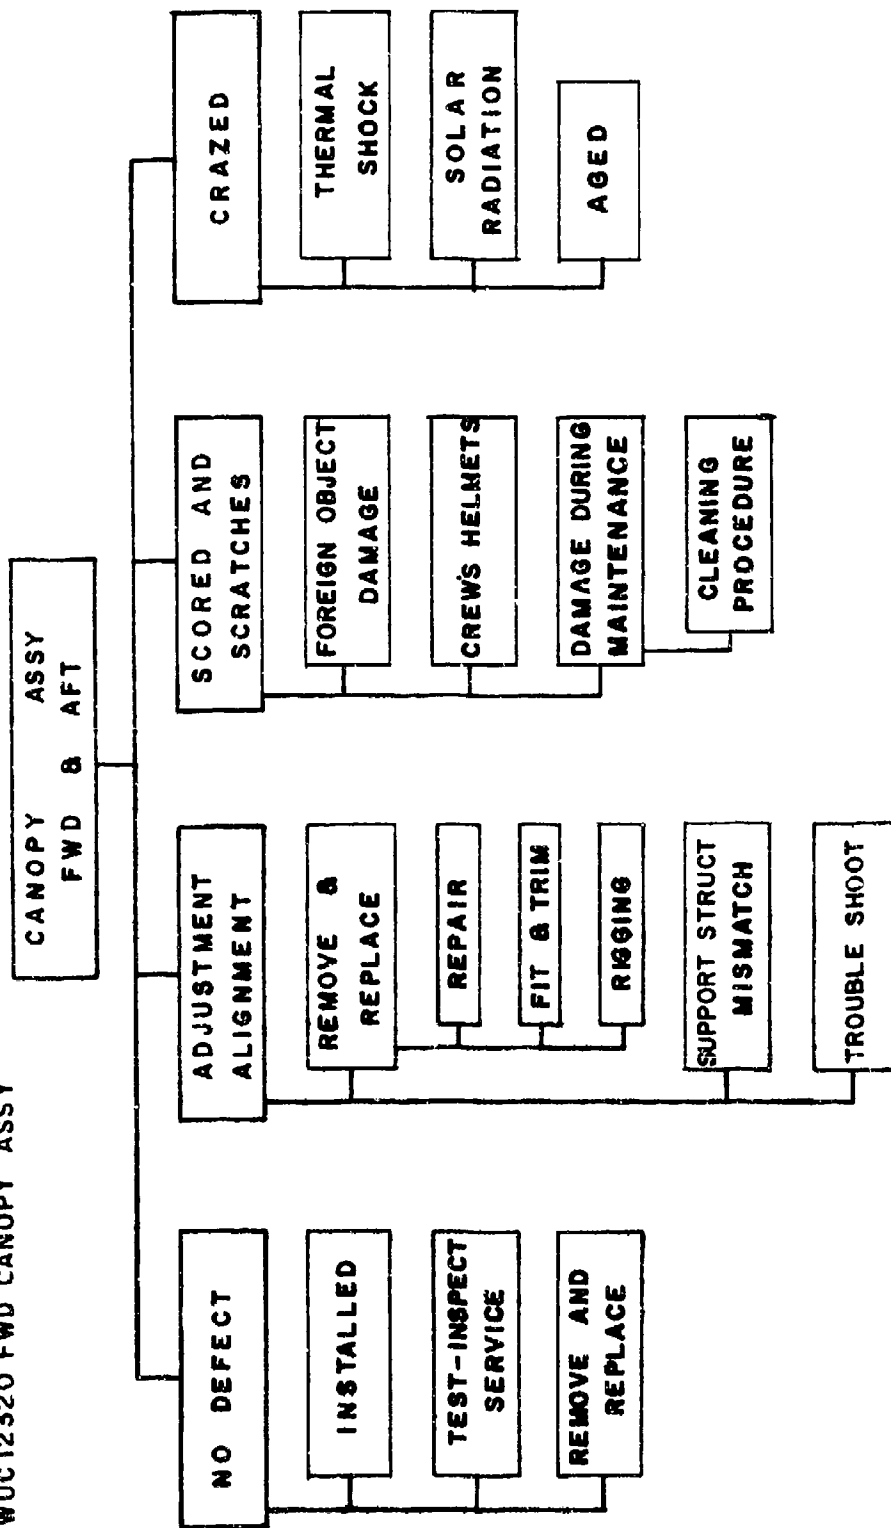 WUC12320 FWD CANOPY ASSY
CANOPY ASSY
FWD & AFT
NO DEFECT
INSTALLED
TEST-INSPECT
SERVICE
REMOVE AND
REPLACE
ADJUSTMENT
ALIGNMENT
REMOVE &
REPLACE
REPAIR
FIT & TRIM
RIGGING
SUPPORT STRUCT
MISMATCH
TROUBLE SHOOT
SCORED AND
SCRATCHES
FOREIGN OBJECT
DAMAGE
CREW'S HELMETS
DAMAGE DURING
MAINTENANCE
CLEANING
PROCEDURE
CRAZED
THERMAL
SHOCK
SOLAR
RADIATION
AGED